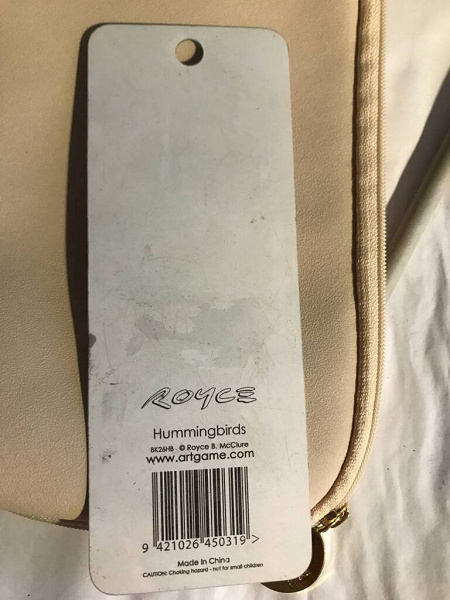 ROYCE
Hummingbirds
BK26HB © Royce B. McClure
www.artgame.com
9 421026 450319 >
Made in China
CAUTION: Choking hazard - not for small children